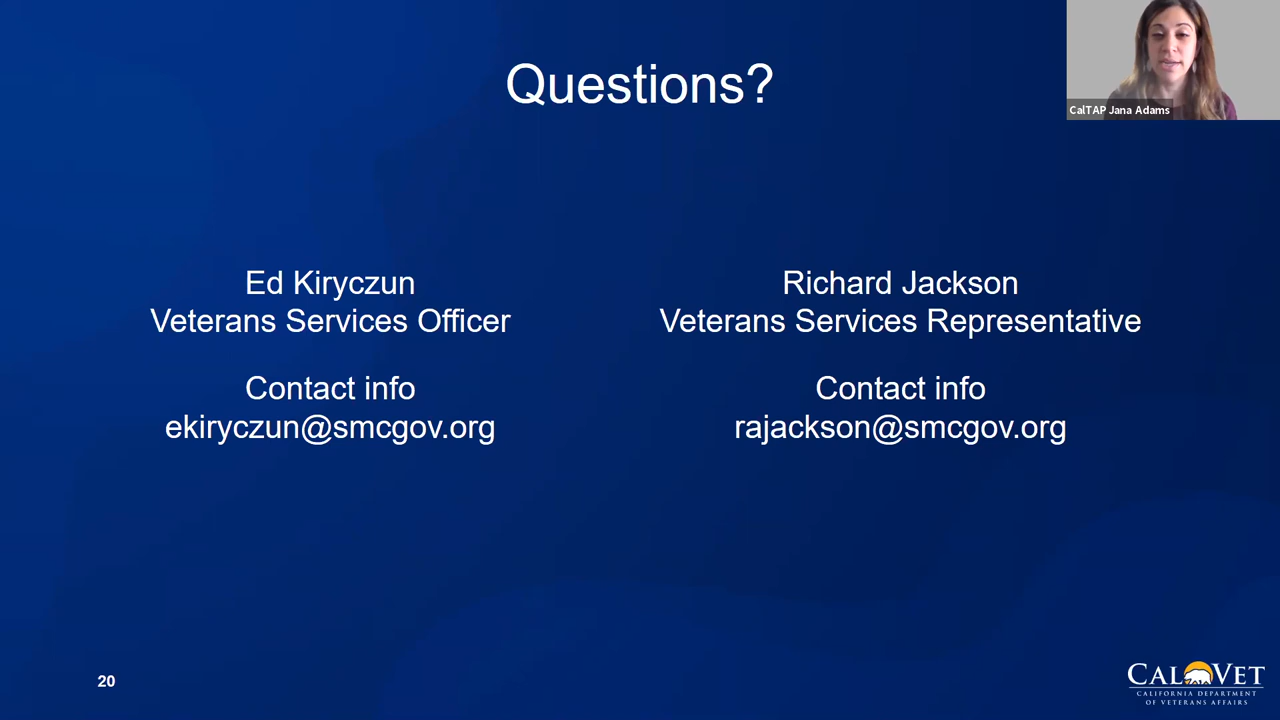 Questions?
CalTAP Jana Adams
Ed Kiryczun
Veterans Services Officer
Contact info
ekiryczun@smcgov.org
Richard Jackson
Veterans Services Representative
Contact info
rajackson@smcgov.org
20
CALVET
CALIFORNIA DEPARTMENT
OF VETERANS AFFAIRS